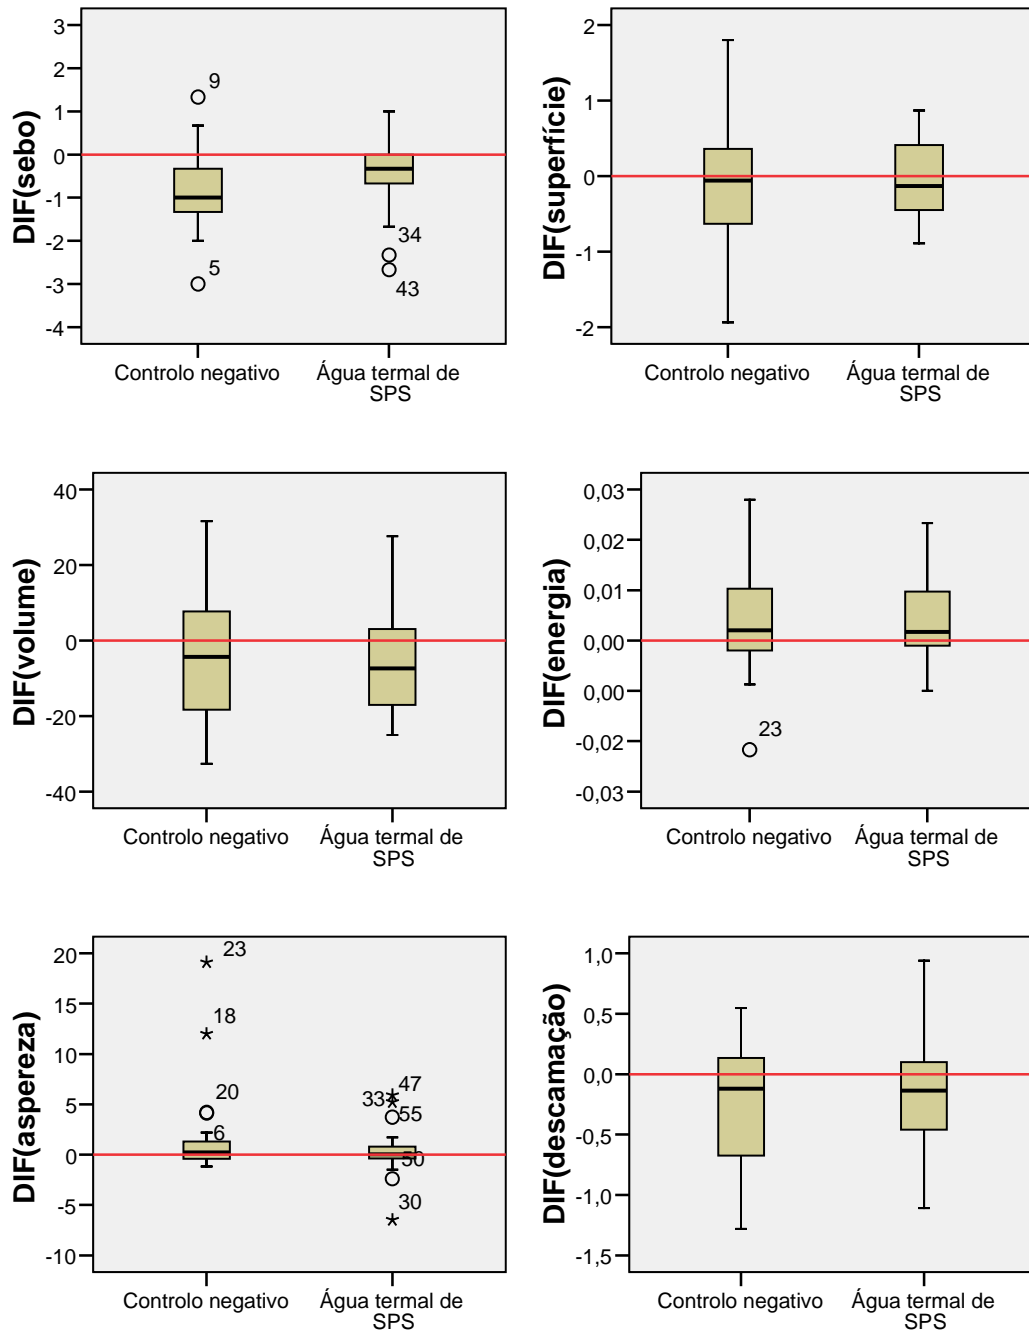 DIF(sebo)
3
2
1
0
-1
-2
-3
-4
9
5
34
43
Controlo negativo
Água termal de
SPS
DIF(superfície)
2
1
0
-1
-2
Controlo negativo
Água termal de
SPS
DIF(volume)
40
20
0
-20
-40
Controlo negativo
Água termal de
SPS
DIF(energia)
0,03
0,02
0,01
0,00
0,00
-0,02
-0,03
23
Controlo negativo
Água termal de
SPS
DIF(aspereza)
20
15
10
5
0
-5
-10
23
18
20
6
47
33
55
50
30
Controlo negativo
Água termal de
SPS
DIF(descamação)
1,0
0,5
0,0
-0,5
-1,0
-1,5
Controlo negativo
Água termal de
SPS